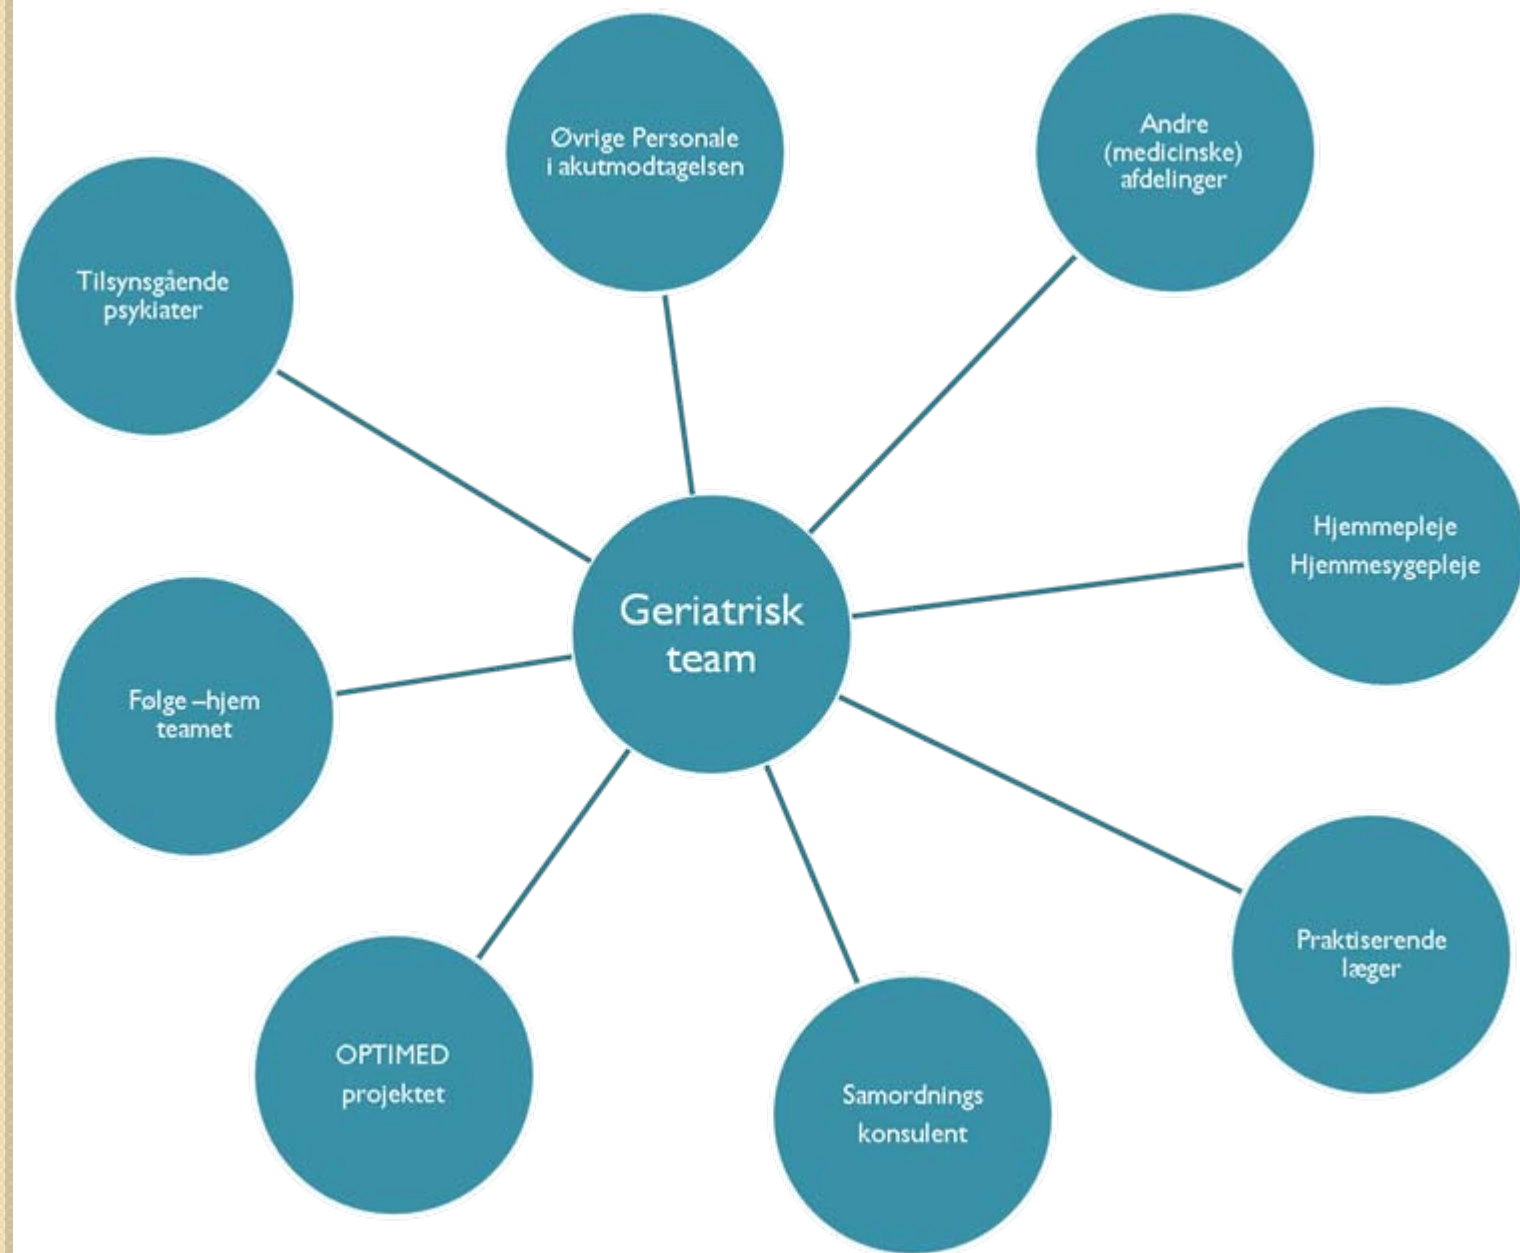 Øvrige Personale
i akutmodtagelsen
Andre
(medicinske)
afdelinger
Tilsynsgående
psykiater
Hjemmepleje
Hjemmesygepleje
Geriatrisk
team
Følge –hjem
teamet
Praktiserende
læger
OPTIMED
projektet
Samordnings
konsulent